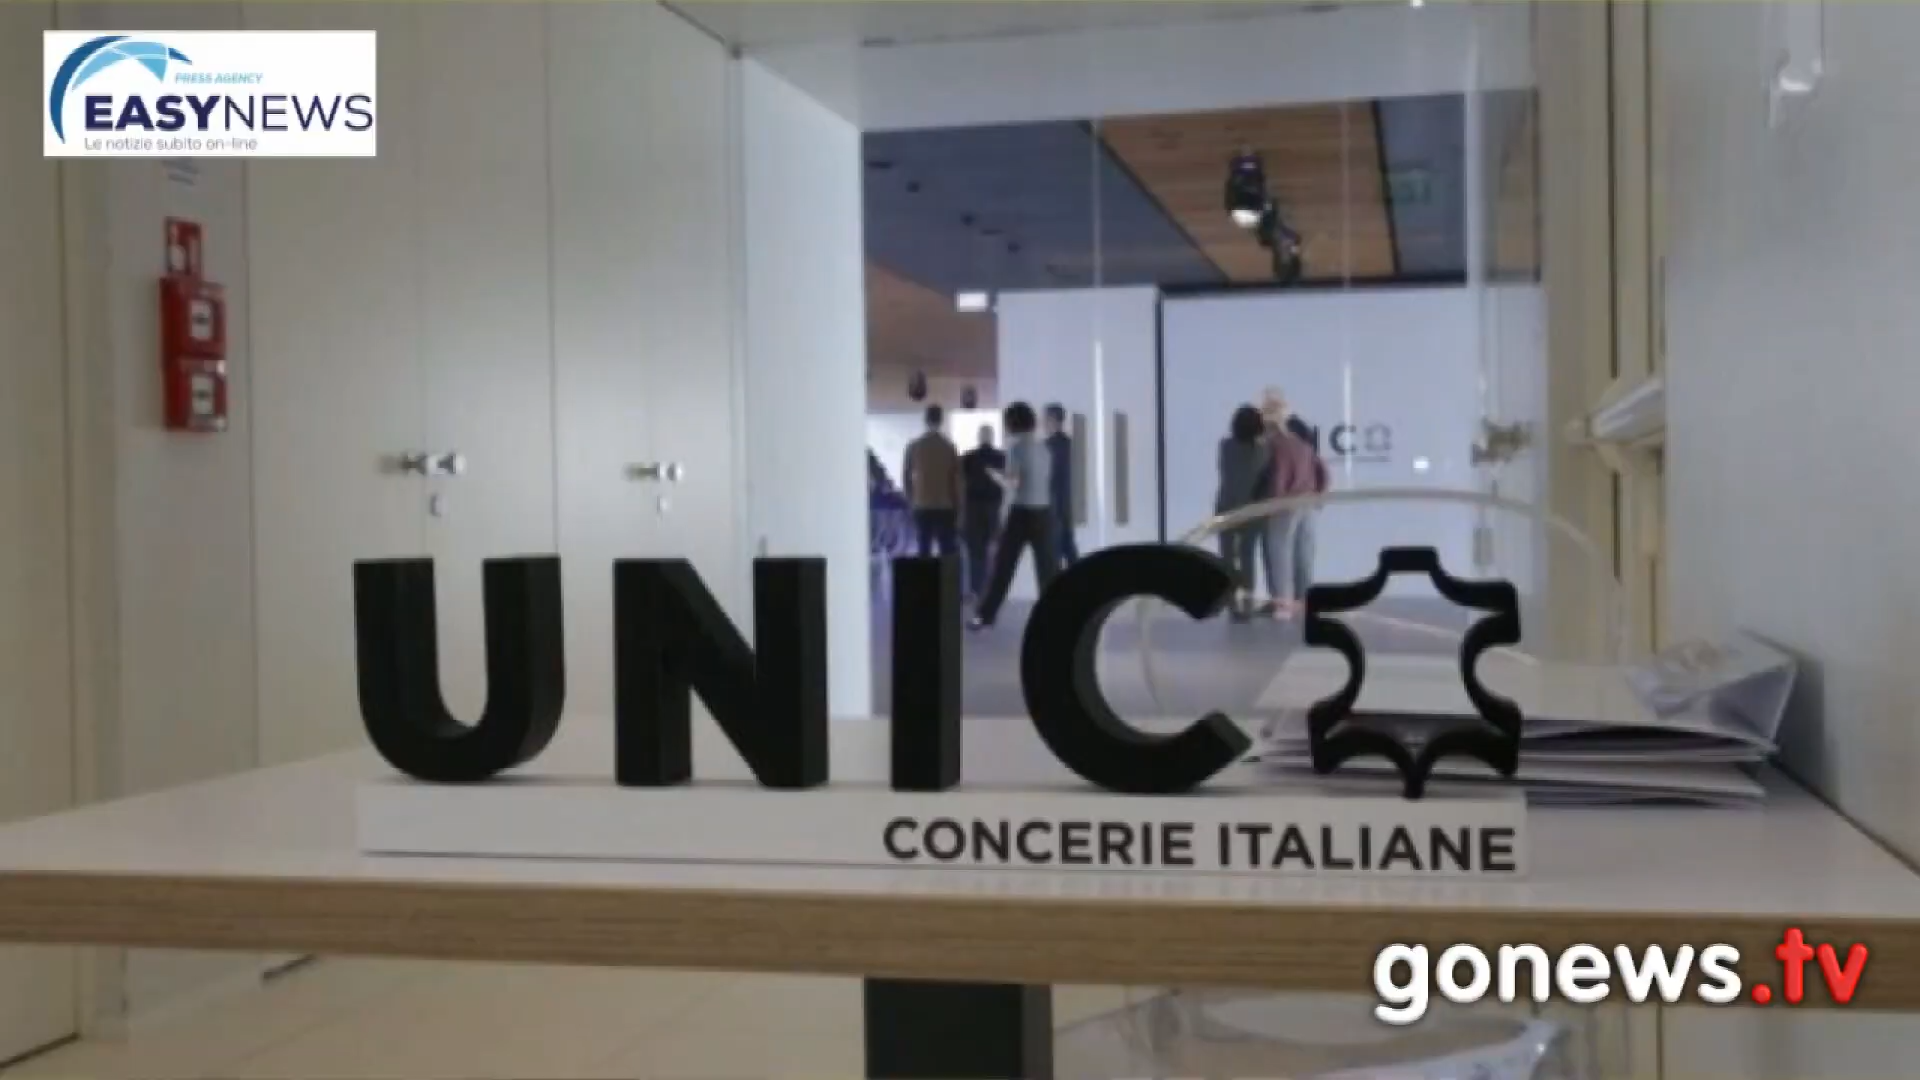 PRESS AGENCY
EASYNEWS
Le notizie subito on-line
UNIC
CONCERIE ITALIANE
gonews.tv